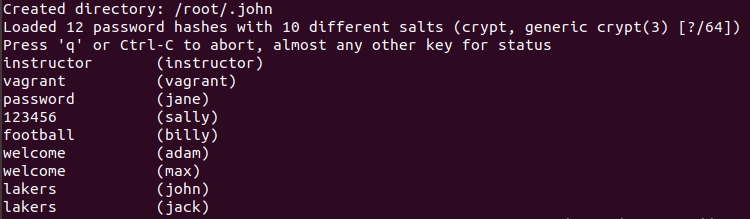 Created directory: /root/.john
Loaded 12 password hashes with 10 different salts (crypt, generic crypt(3) [?/64])
Press 'q' or Ctrl-C to abort, almost any other key for status
instructor       (instructor)
vagrant          (vagrant)
password         (jane)
123456           (sally)
football         (billy)
welcome          (adam)
welcome          (max)
lakers           (john)
lakers           (jack)